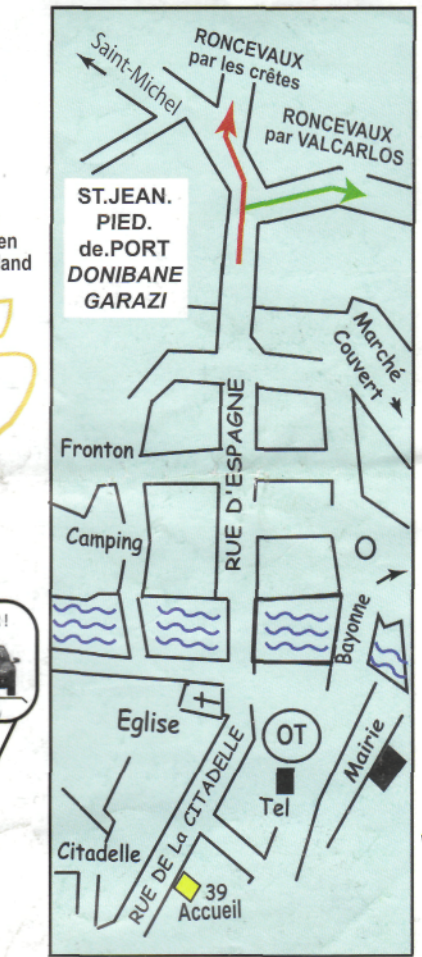 Saint-Michel
RONCEVAUX
par les crêtes
RONCEVAUX
par VALCARLOS
ST.JEAN.
PIED.
de.PORT
DONIBANE
GARAZI
en
and
Marché
Couvert
RUE D'ESPAGNE
Fronton
Camping
!
Bayonne
Eglise
OT
Tel
Mairie
RUE DE La CITADELLE
Citadelle
39
Accueil